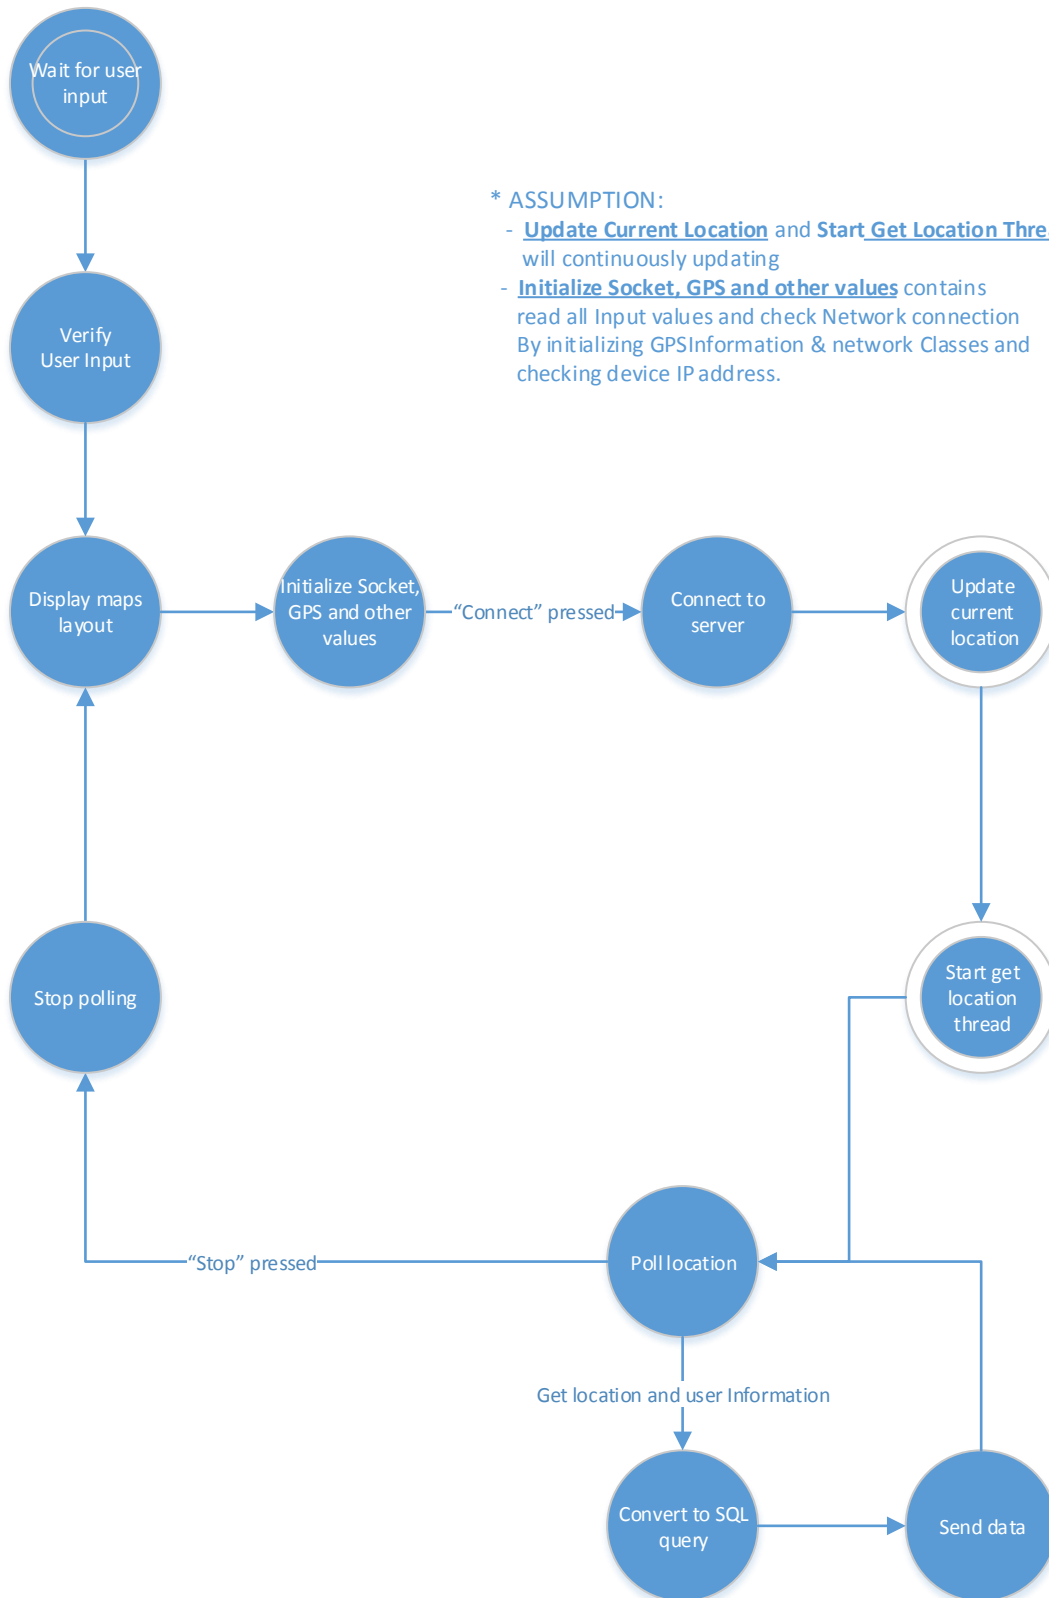 Wait for user
input
* ASSUMPTION:
- Update Current Location and Start Get Location Thre
will continously updating
- Initialize Socket, GPS and other values contains
read all Input values and check Network connection
By initializing GPSInformation & network Classes and
checking device IP address.
Verify
User Input
Display maps
layout
Initialize Socket,
GPS and other
values
“Connect” pressed
Connect to
server
Update
current
location
Stop polling
Start get
location
thread
“Stop” pressed
Poll location
Get location and user Information
Convert to SQL
query
Send data